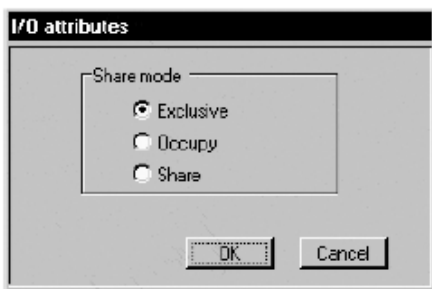 I/O attributes
Share mode
Exclusive
Occupy
Share
OK
Cancel